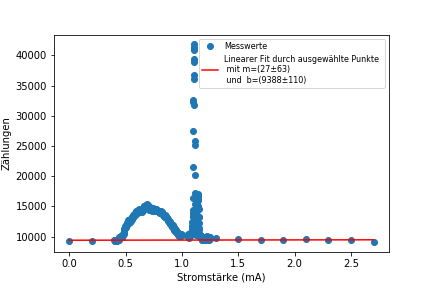 40000
35000
30000
25000
20000
15000
10000
Zählungen
Messwerte
Linearer Fit durch ausgewählte Punkte
mit m=(27±63)
und b=(9388±110)
0.0 0.5 1.0 1.5 2.0 2.5
Stromstärke (mA)